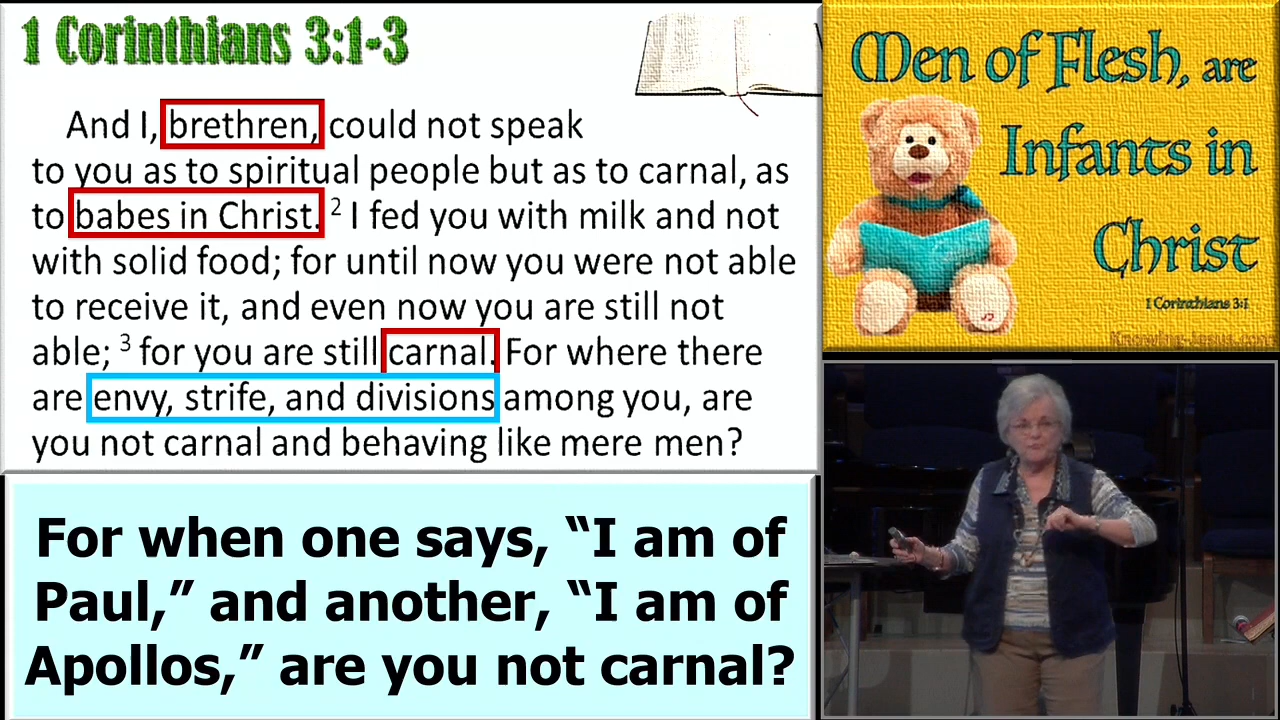 1 Corinthians 3:1-3
And I, brethren, could not speak
to you as to spiritual people but as to carnal, as
to babes in Christ. 2 I fed you with milk and not
with solid food; for until now you were not able
to receive it, and even now you are still not
able; 3 for you are still carnal. For where there
are envy, strife, and divisions among you, are
you not carnal and behaving like mere men?
For when one says, “I am of
Paul,” and another, “I am of
Apollos,” are you not carnal?
Men of Flesh, are
Infants in
Christ
1 Corinthians 3:1
Knowing-Jesus.com